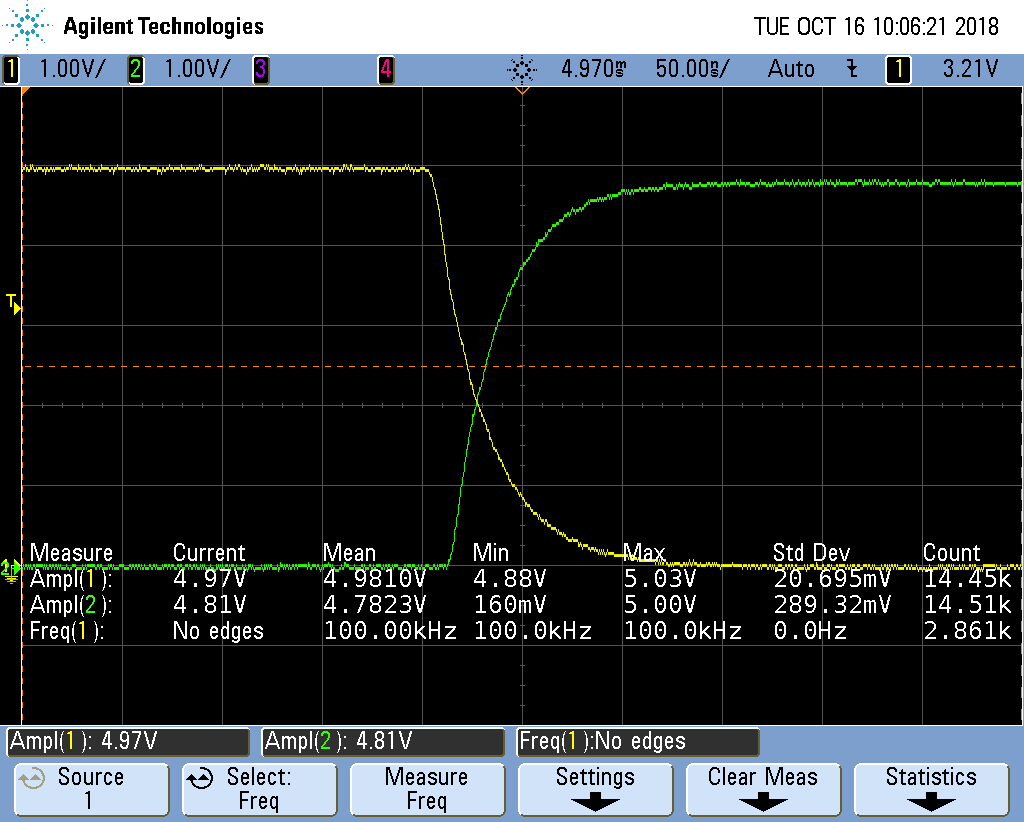 Agilent Technologies TUE OCT 16 10:06:21 2018
1 1.00V/ 2 1.00V/ 3 4 4.970ms 50.00ns/ Auto 1 3.21V
T
Measure Current Mean Min Max Std Dev Count
Ampl(1): 4.97V 4.9810V 4.88V 5.03V 20.695mV 14.45k
Ampl(2): 4.81V 4.7823V 160mV 5.00V 289.32mV 14.51k
Freq(1): No edges 100.00kHz 100.0kHz 100.0kHz 0.0Hz 2.861k
Ampl(1): 4.97V Ampl(2): 4.81V Freq(1):No edges
Source Select: Measure Settings Clear Meas Statistics
1 Freq Freq